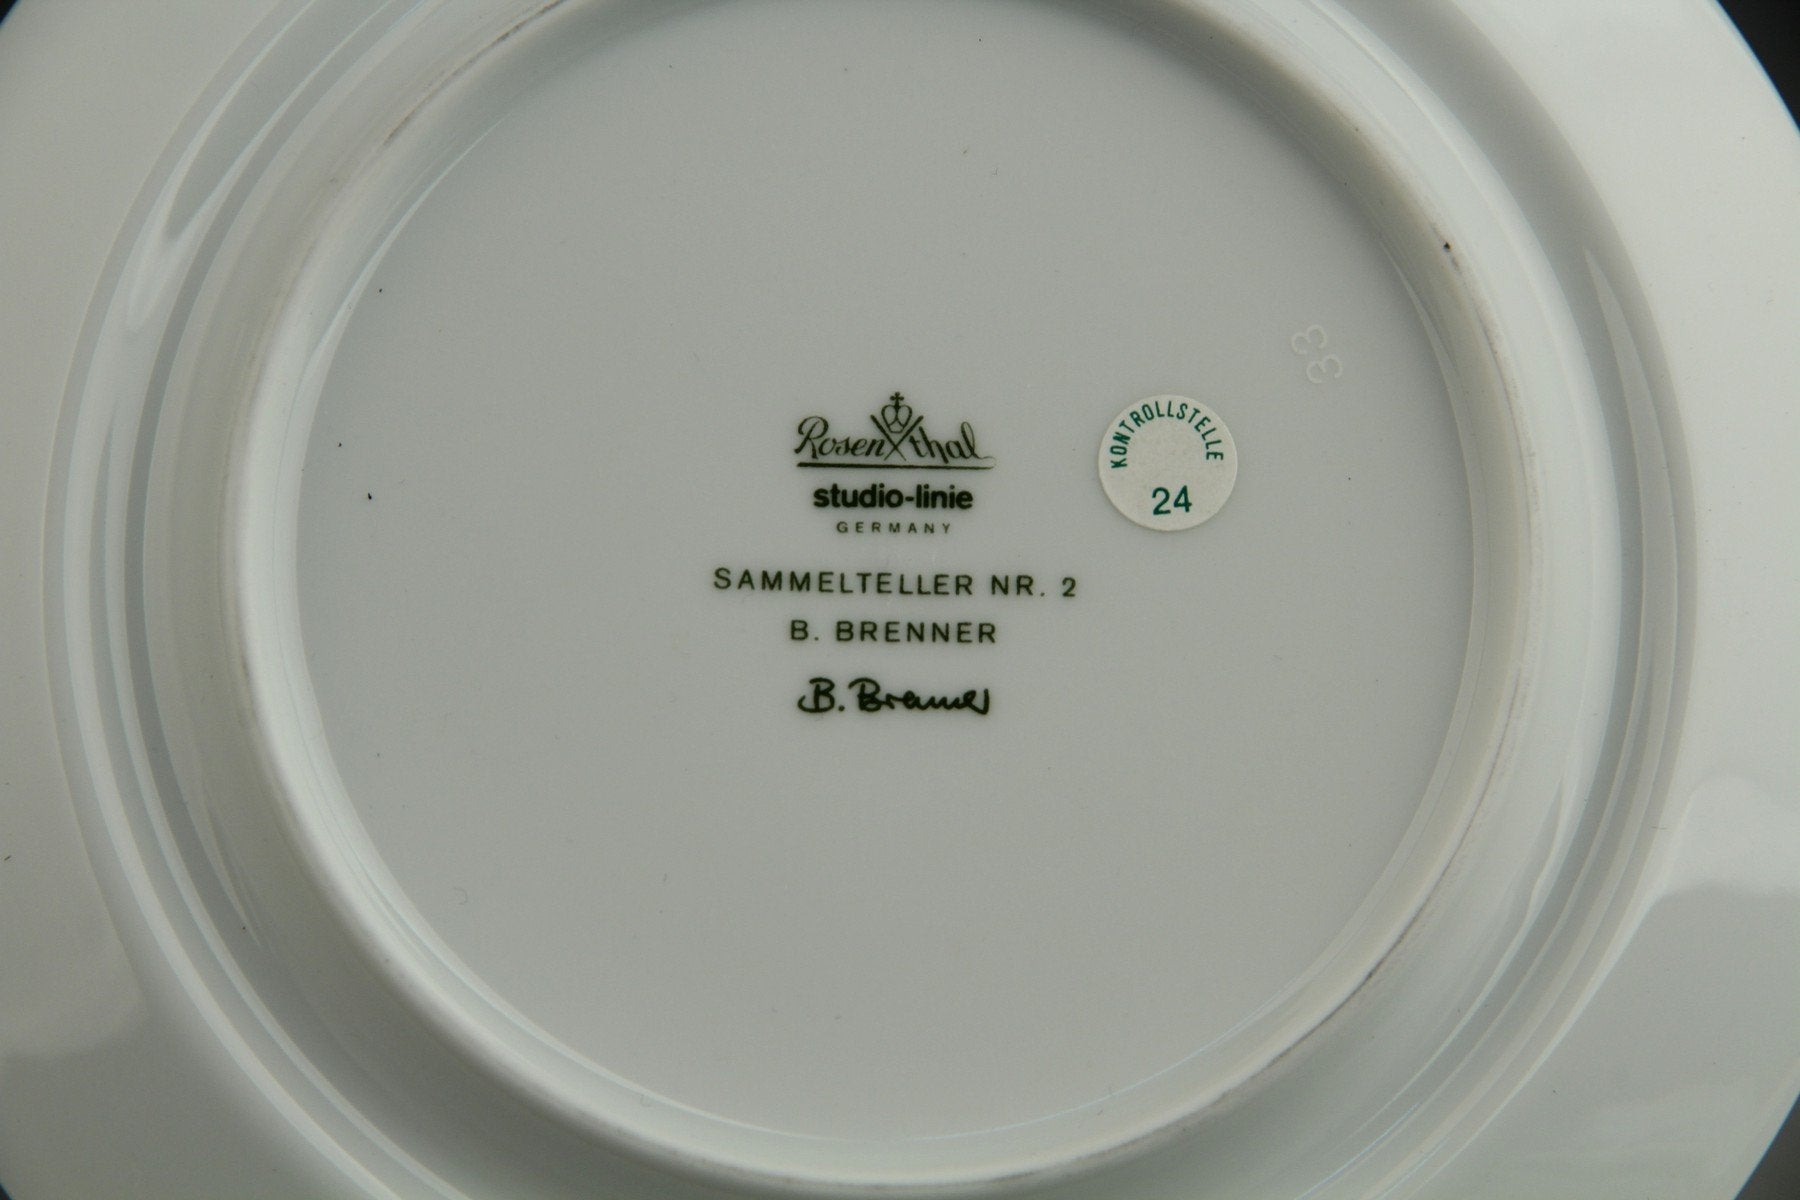 Rosenthal
studio-linie
GERMANY
SAMMELTELLER NR. 2
B. BRENNER
B. Brenner
KONTROLLSTELLE
24
33